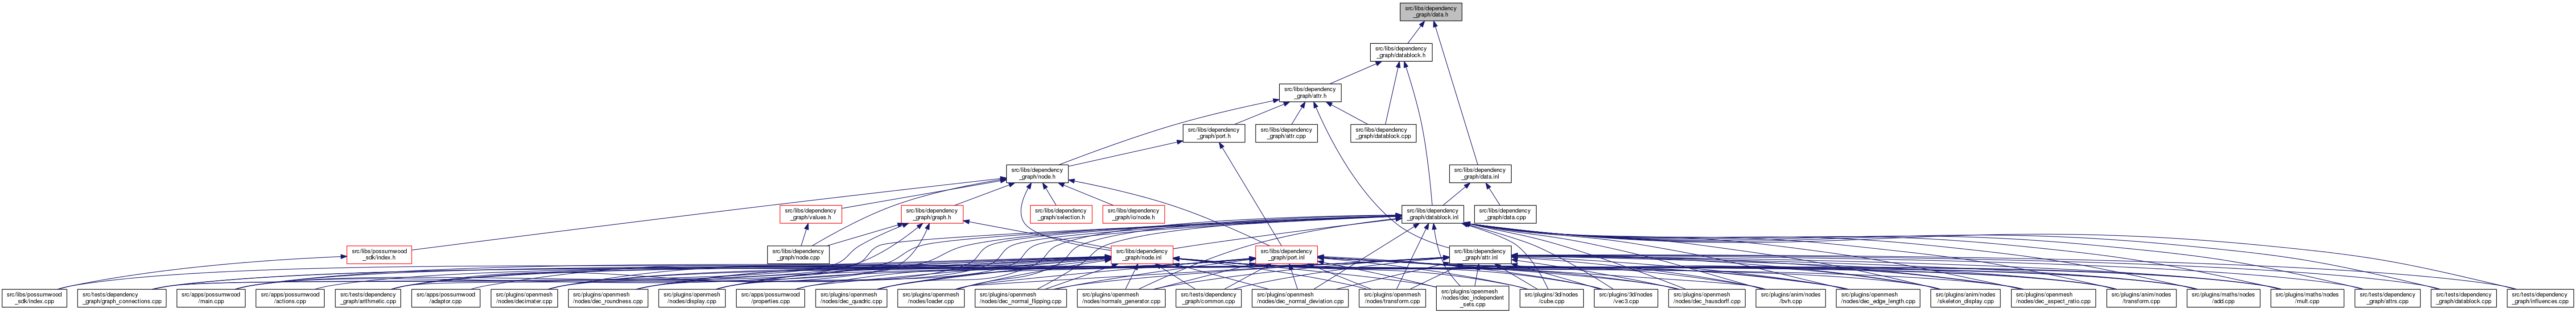 src/libs/dependency
_graph/data.h
src/libs/dependency
_graph/datablock.h
src/libs/dependency
_graph/attr.h
src/libs/dependency
_graph/port.h
src/libs/dependency
_graph/attr.cpp
src/libs/dependency
_graph/datablock.cpp
src/libs/dependency
_graph/node.h
src/libs/dependency
_graph/data.inl
src/libs/dependency
_graph/values.h
src/libs/dependency
_graph/graph.h
src/libs/dependency
_graph/selection.h
src/libs/dependency
_graph/io/node.h
src/libs/dependency
_graph/datablock.inl
src/libs/dependency
_graph/data.cpp
src/libs/possumwood
_sdk/index.h
src/libs/dependency
_graph/node.cpp
src/libs/dependency
_graph/node.inl
src/libs/dependency
_graph/port.inl
src/libs/dependency
_graph/attr.inl
src/libs/possumwood
_sdk/index.cpp
src/tests/dependency
_graph/graph_connections.cpp
src/apps/possumwood
/main.cpp
src/apps/possumwood
/actions.cpp
src/tests/dependency
_graph/arithmetic.cpp
src/apps/possumwood
/adaptor.cpp
src/plugins/openmesh
/nodes/decimater.cpp
src/plugins/openmesh
/nodes/dec_roundness.cpp
src/plugins/openmesh
/nodes/display.cpp
src/apps/possumwood
/properties.cpp
src/plugins/openmesh
/nodes/dec_quadric.cpp
src/plugins/openmesh
/nodes/loader.cpp
src/plugins/openmesh
/nodes/dec_normal_flipping.cpp
src/plugins/openmesh
/nodes/normals_generator.cpp
src/tests/dependency
_graph/common.cpp
src/plugins/openmesh
/nodes/dec_normal_deviation.cpp
src/plugins/openmesh
/nodes/transform.cpp
src/plugins/openmesh
/nodes/dec_independent
_sets.cpp
src/plugins/3d/nodes
/cube.cpp
src/plugins/3d/nodes
/vec3.cpp
src/plugins/openmesh
/nodes/dec_hausdorf.cpp
src/plugins/anim/nodes
/bvh.cpp
src/plugins/openmesh
/nodes/dec_edge_length.cpp
src/plugins/anim/nodes
/skeleton_display.cpp
src/plugins/openmesh
/nodes/dec_aspect_ratio.cpp
src/plugins/anim/nodes
/transform.cpp
src/plugins/maths/nodes
/add.cpp
src/plugins/maths/nodes
/mult.cpp
src/tests/dependency
_graph/attrs.cpp
src/tests/dependency
_graph/datablock.cpp
src/tests/dependency
_graph/influences.cpp